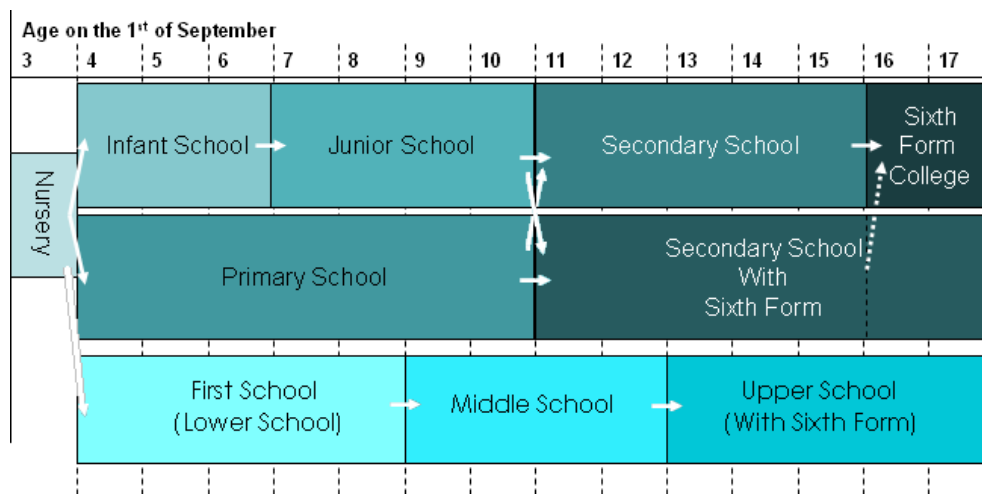 Age on the 1st of September
3 4 5 6 7 8 9 10 11 12 13 14 15 16 17
Nursery
Infant School
Junior School
Secondary School
Sixth
Form
College
Primary School
Secondary School
With
Sixth Form
First School
(Lower School)
Middle School
Upper School
(With Sixth Form)